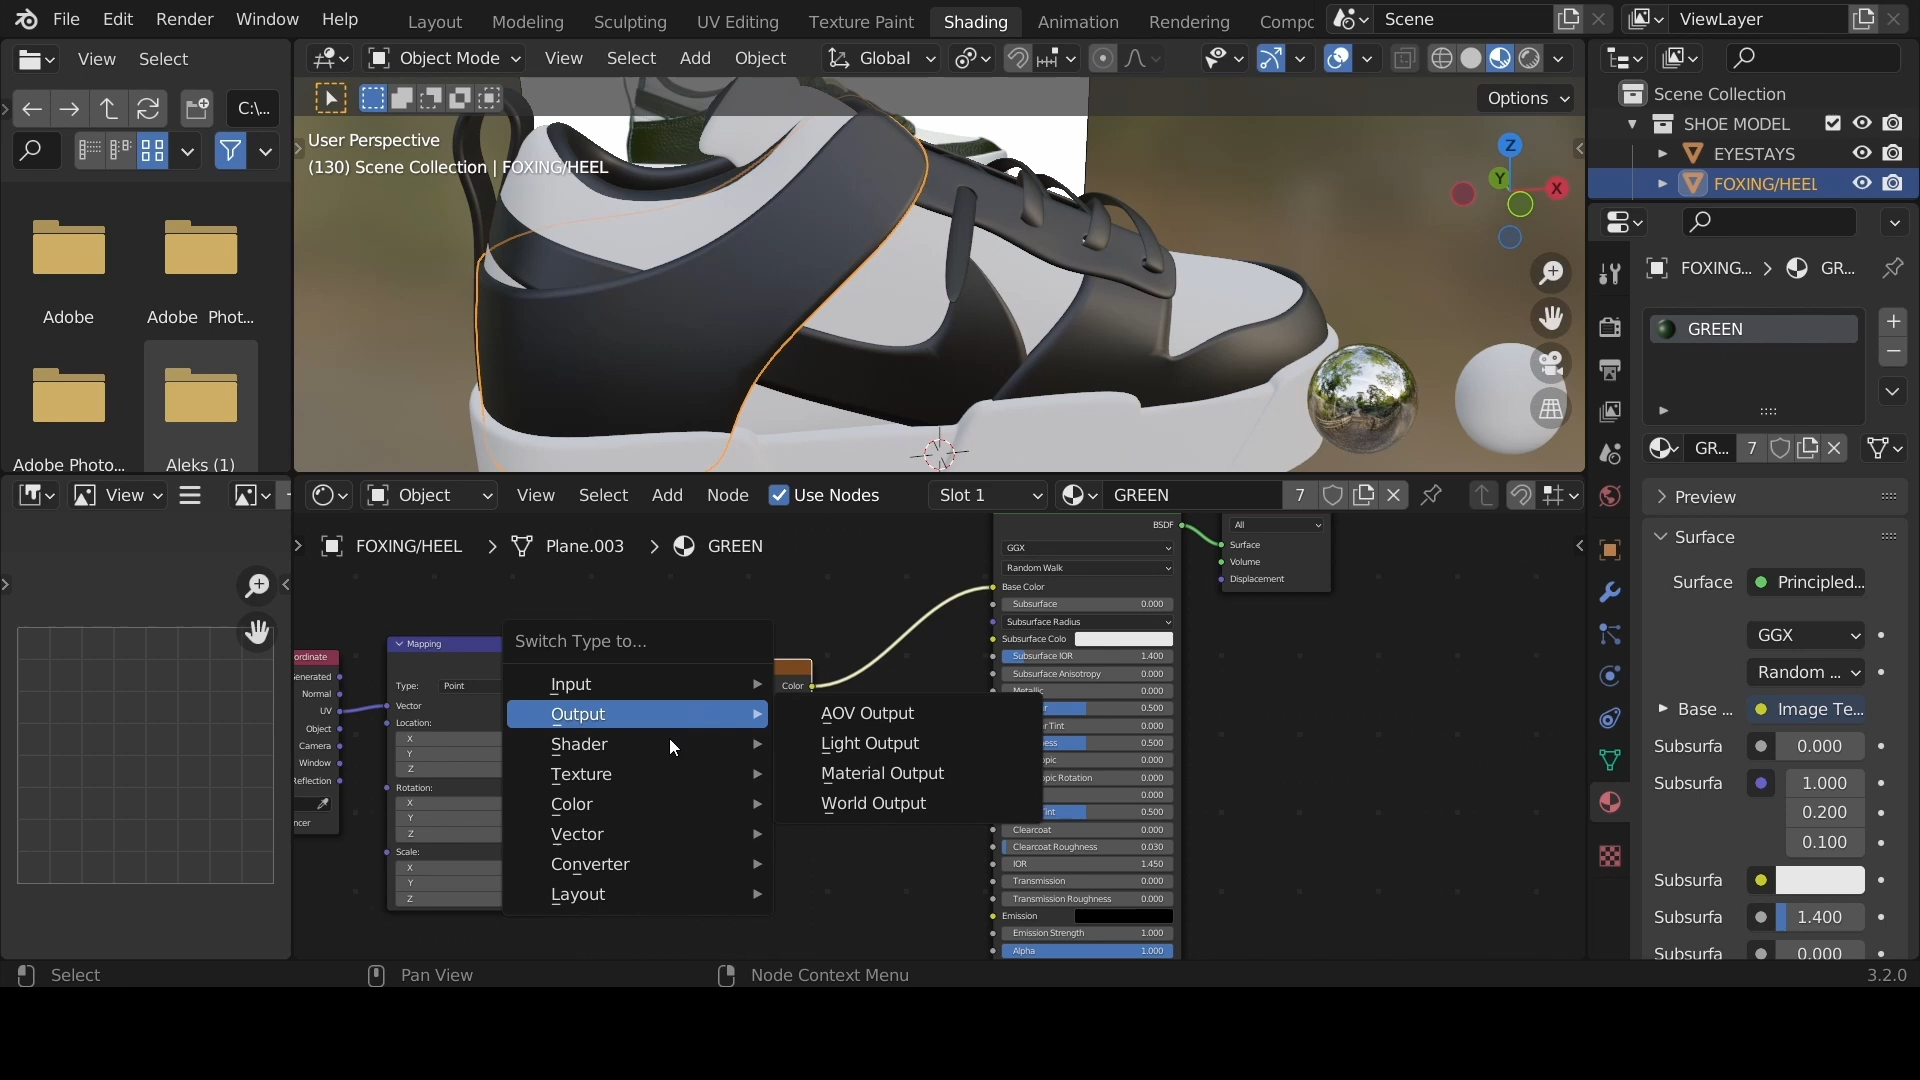 File Edit Render Window Help Layout Modeling Sculpting UV Editing Texture Paint Shading Animation Rendering Scene ViewLayer
View Select Object Mode View Select Add Object Global
C:\... Options Scene Collection
SHOE MODEL
User Perspective
(130) Scene Collection | FOXING/HEEL
EYESTAYS
FOXING/HEEL
Z
Y
X
FOXING... GR...
Adobe Adobe Phot...
GREEN
Adobe Photo... Aleks (1)
GR... 7
View Object View Select Add Node Use Nodes Slot 1 GREEN 7
Preview
Surface
FOXING/HEEL > Plane.003 > GREEN
Surface Principled...
GGX
Random ...
Base ... Image Te...
Subsurfa 0.000
Subsurfa 1.000
0.200
0.100
Subsurfa
Subsurfa 1.400
Subsurfa 0.000
ordinate
Generated
Normal
UV
Object
Camera
Window
Reflection
Mapping
Type: Point
Vector
Location:
X
Y
Z
Rotation:
X
Y
Z
Scale:
X
Y
Z
Switch Type to...
Input
Output
Shader
Texture
Color
Vector
Converter
Layout
AOV Output
Light Output
Material Output
World Output
Color
BSDF
GGX
Random Walk
Base Color
Subsurface 0.000
Subsurface Radius
Subsurface Colo
Subsurface IOR 1.400
Subsurface Anisotropy 0.000
Metallic 0.000
0.500
r Tint 0.000
ness 0.500
opic 0.000
opic Rotation 0.000
0.000
int 0.500
Clearcoat 0.000
Clearcoat Roughness 0.030
IOR 1.450
Transmission 0.000
Transmission Roughness 0.000
Emission
Emission Strength 1.000
Alpha 1.000
All
Surface
Volume
Displacement
Select Pan View Node Context Menu 3.2.0